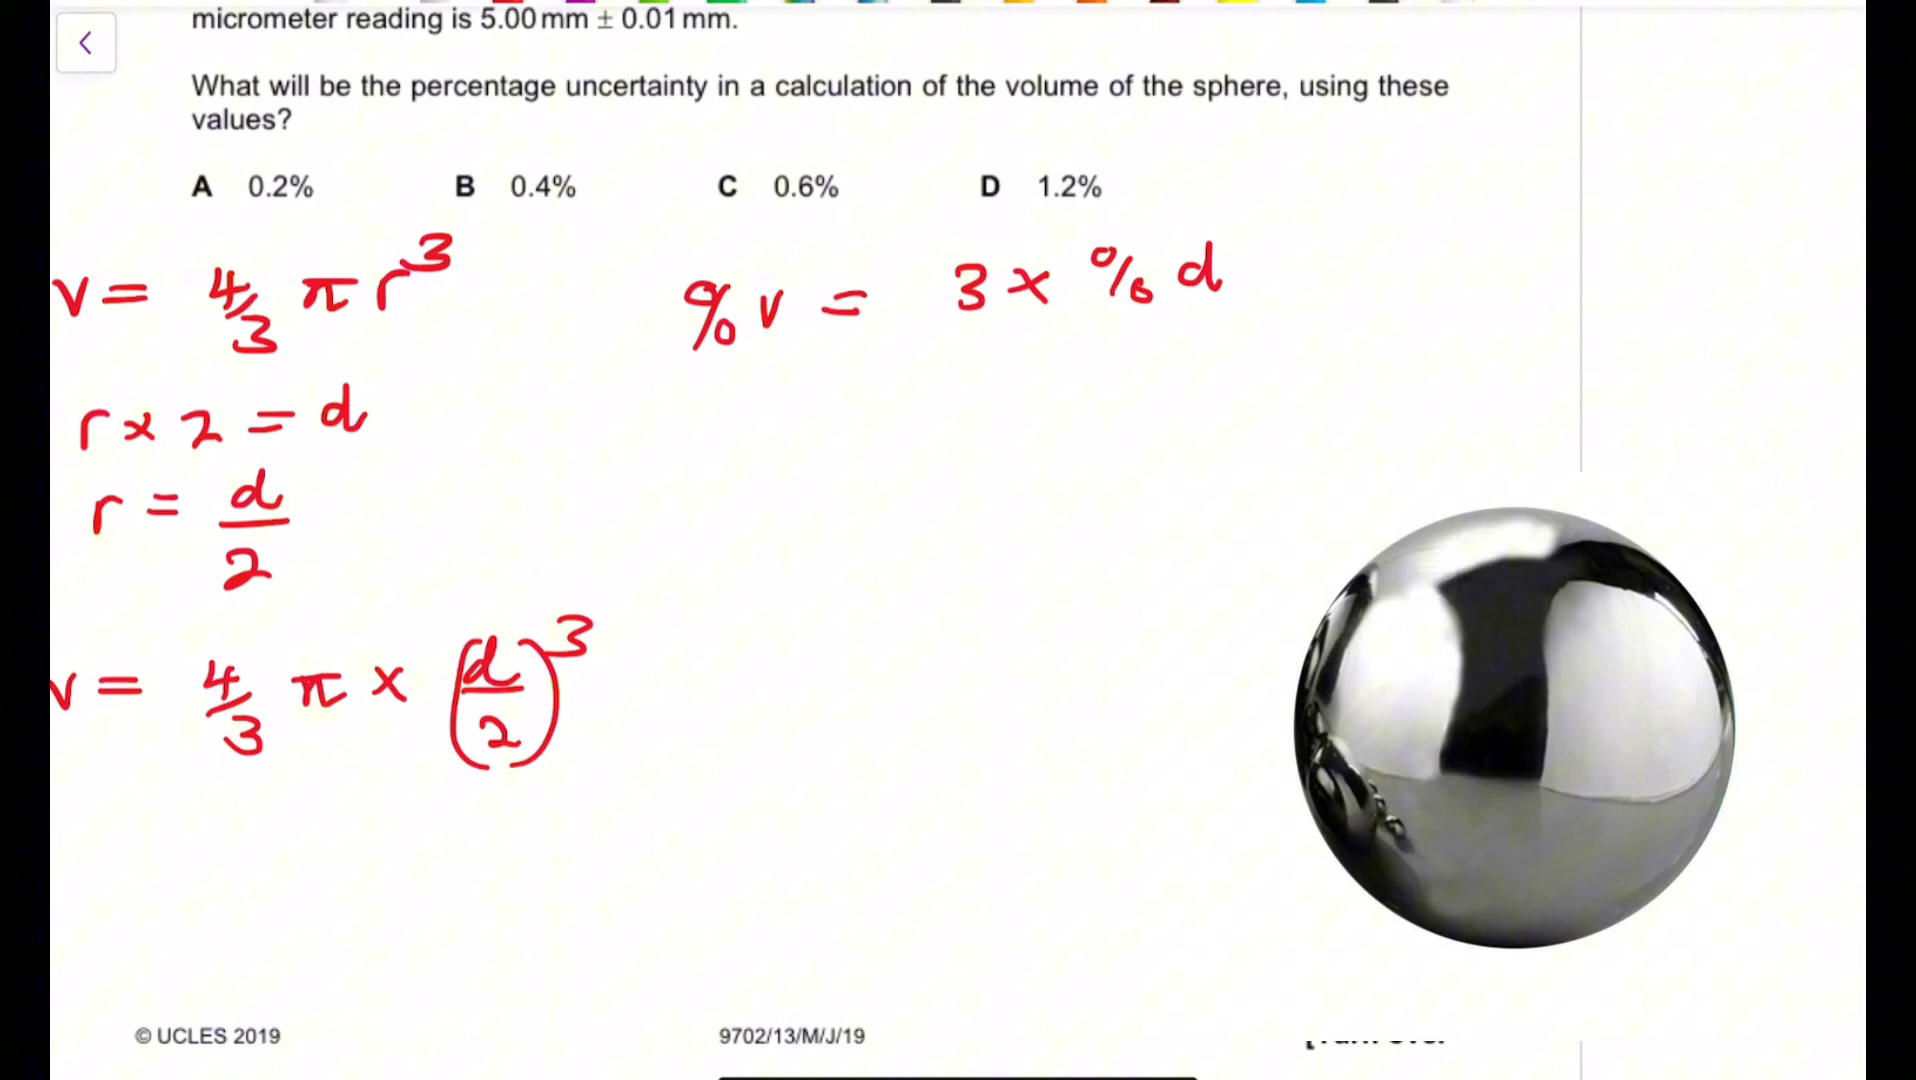 micrometer reading is 5.00 mm ± 0.01 mm.
What will be the percentage uncertainty in a calculation of the volume of the sphere, using these
values?
A 0.2% B 0.4% C 0.6% D 1.2%
v = 4/3 π r³
% v = 3 x % d
r x 2 = d
r = d/2
v = 4/3 π x (d/2)³
© UCLES 2019 9702/13/M/J/19